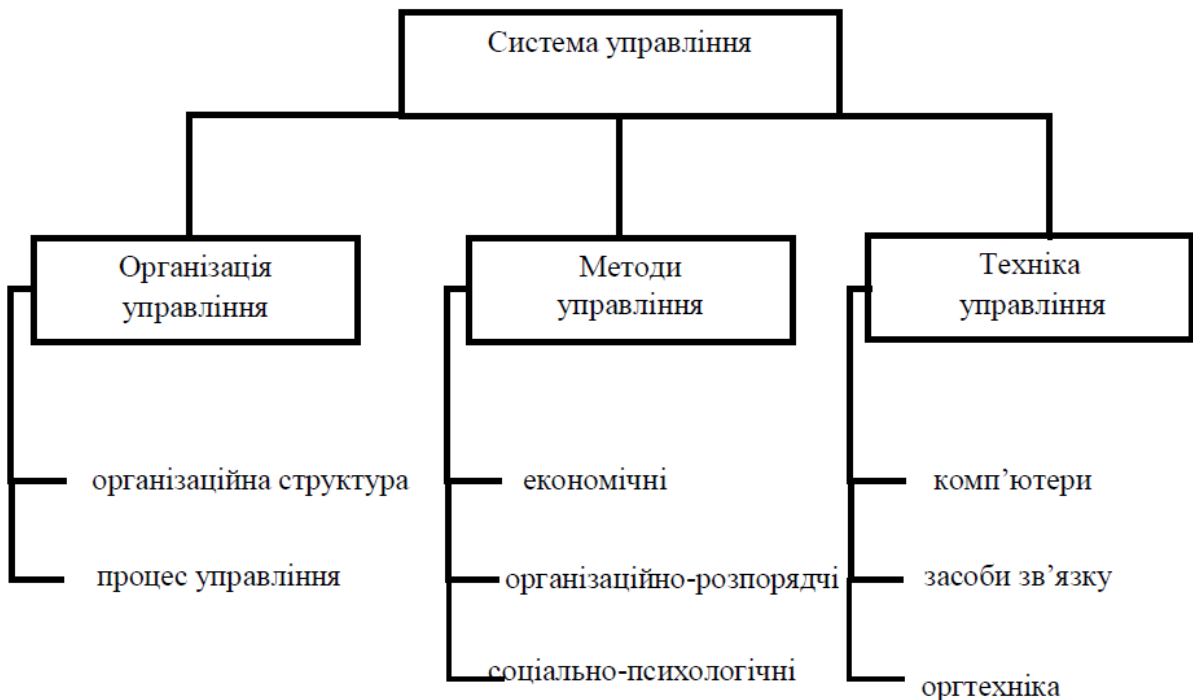 Система управління
Організація
управління
Методи
управління
Техніка
управління
організаційна структура
економічні
комп’ютери
процес управління
організаційно-розпорядчі
засоби зв’язку
соціально-психологічні
оргтехніка